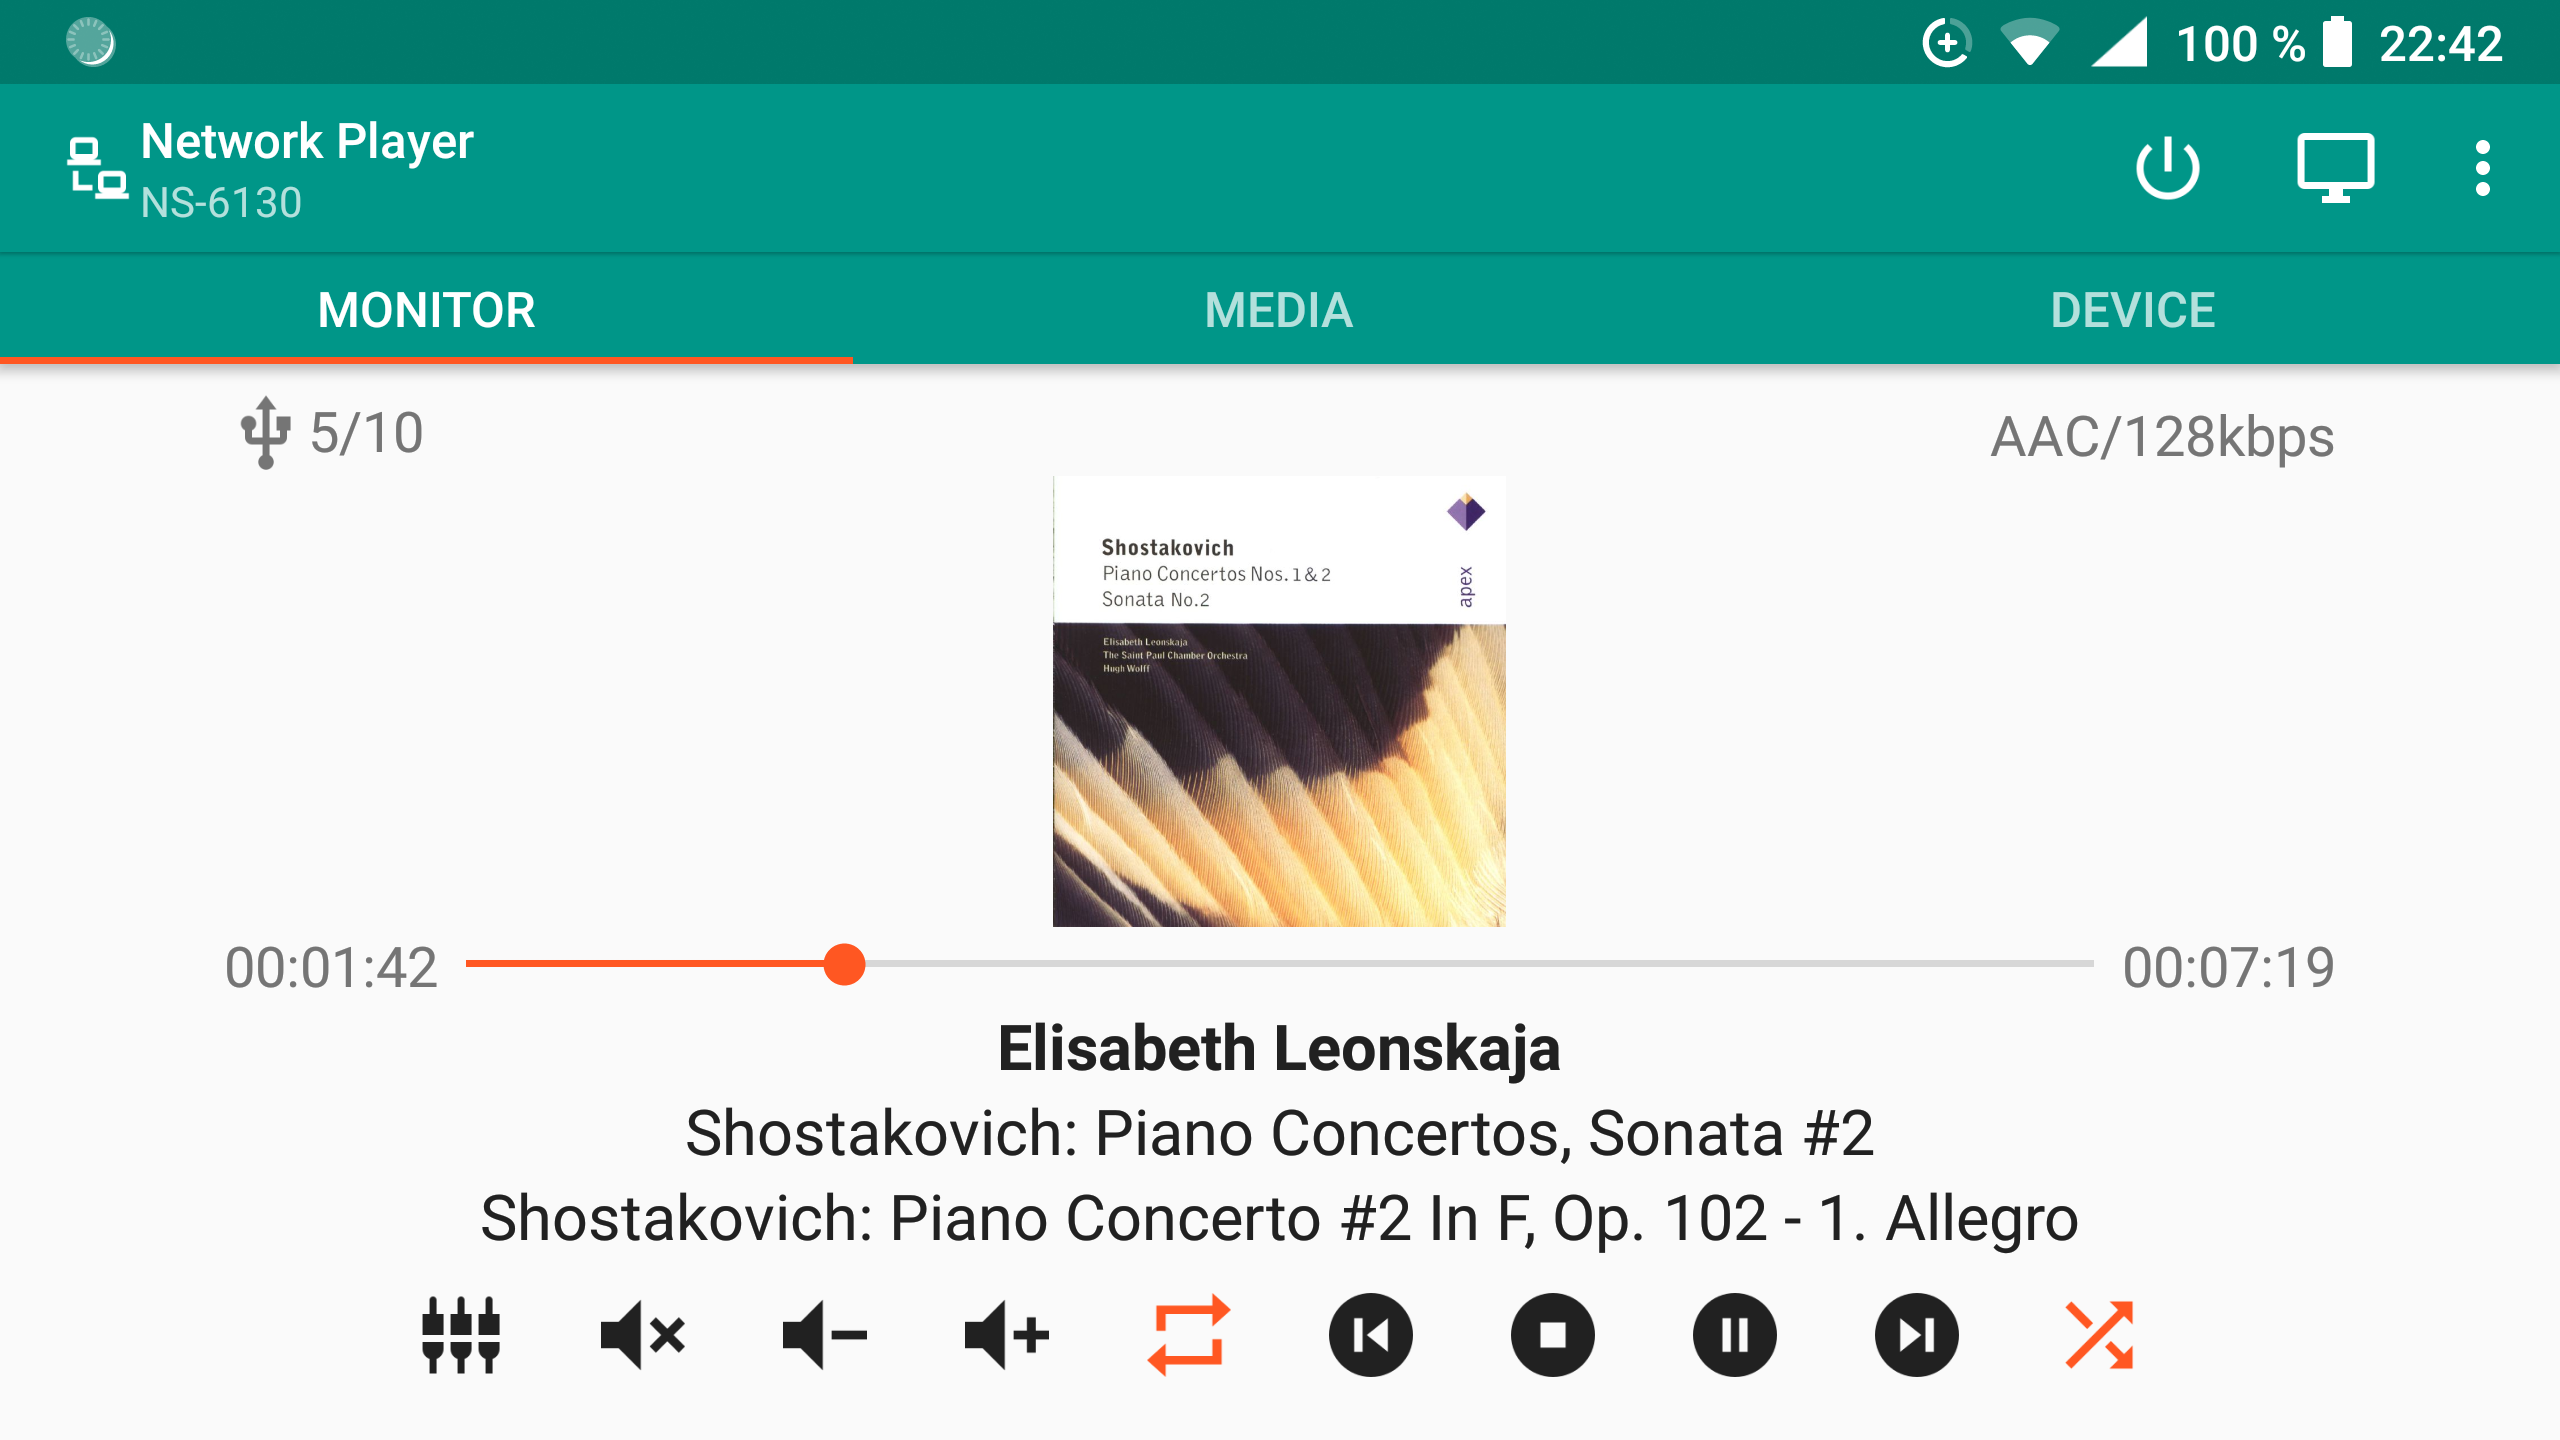 100 % 22:42
Network Player
NS-6130
MONITOR MEDIA DEVICE
5/10 AAC/128kbps
Shostakovich
Piano Concertos Nos. 1 & 2
Sonata No.2
apex
Elisabeth Leonskaja
The Saint Paul Chamber Orchestra
Hugh Wolff
00:01:42 00:07:19
Elisabeth Leonskaja
Shostakovich: Piano Concertos, Sonata #2
Shostakovich: Piano Concerto #2 In F, Op. 102 - 1. Allegro